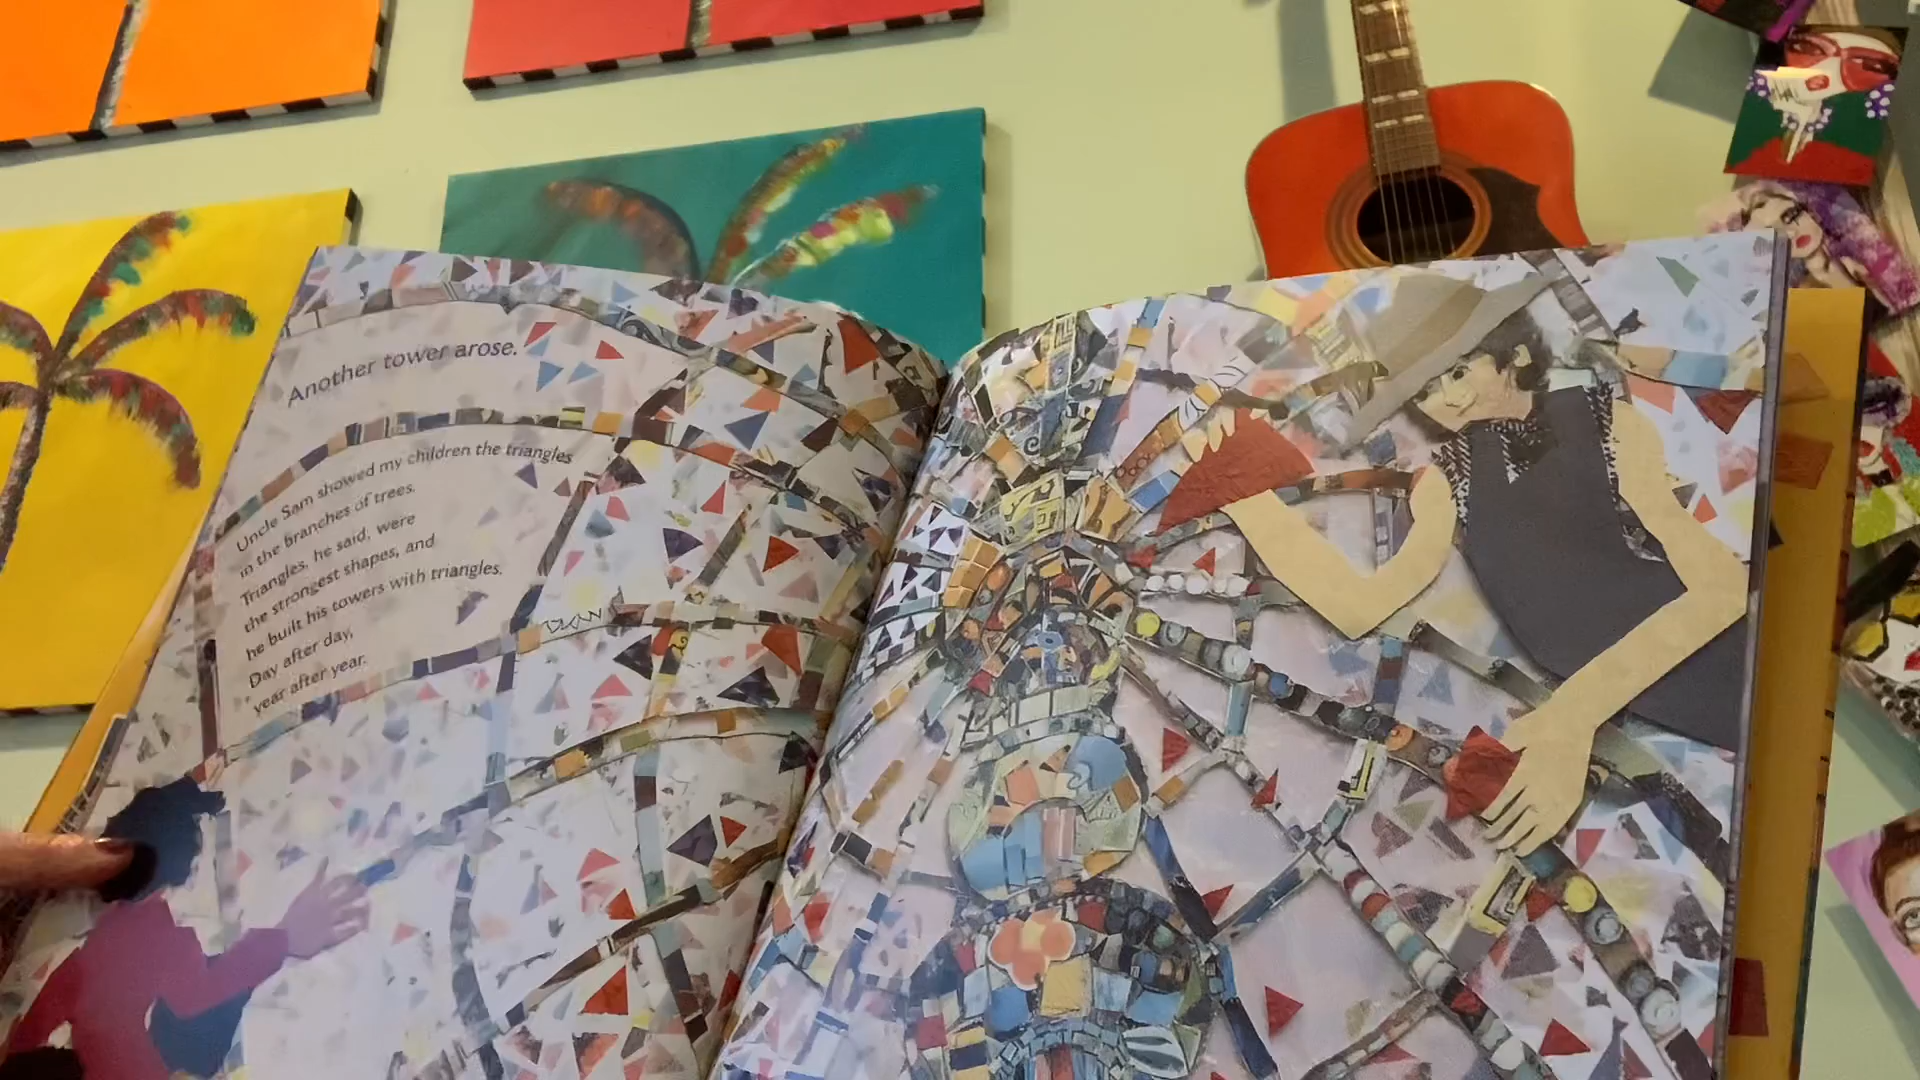 Another tower arose.
Uncle Sam showed my children the triangles
in the branches of trees.
Triangles, he said, were
the strongest shapes, and
he built his towers with triangles.
Day after day,
year after year.